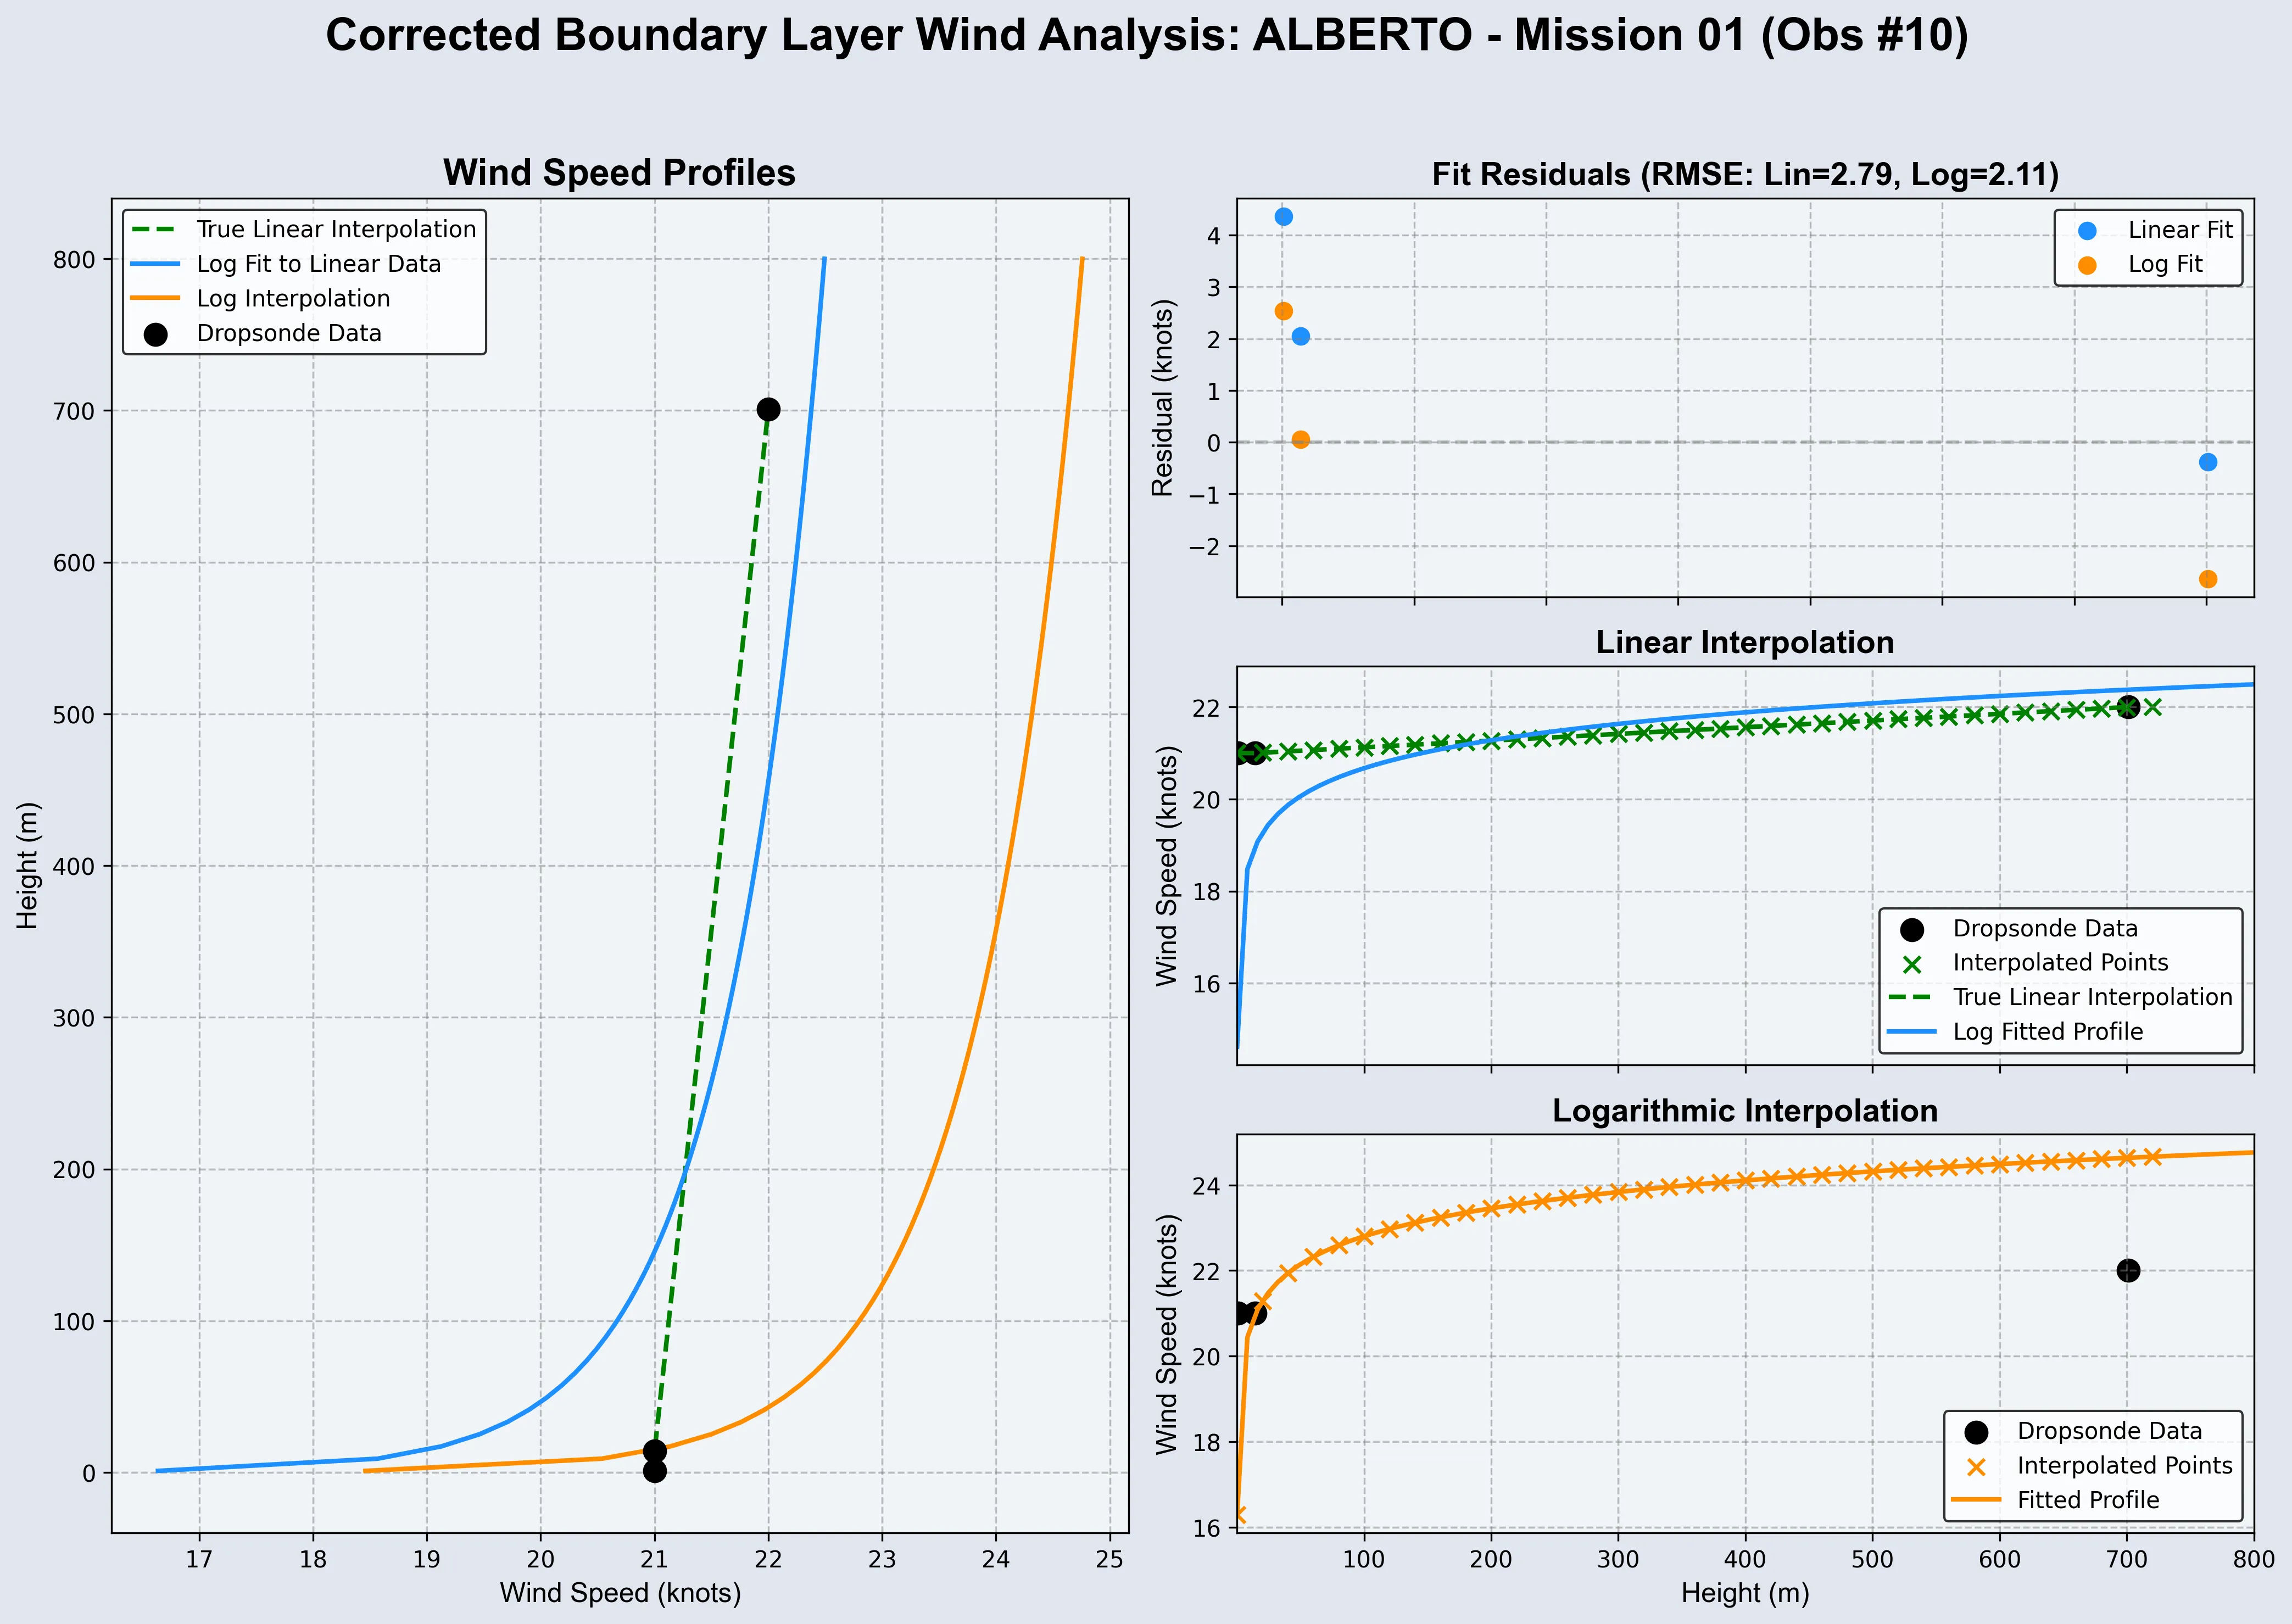 Corrected Boundary Layer Wind Analysis: ALBERTO - Mission 01 (Obs #10)
Wind Speed Profiles
True Linear Interpolation
Log Fit to Linear Data
Log Interpolation
Dropsonde Data
800
700
600
500
400
300
200
100
0
Height (m)
17 18 19 20 21 22 23 24 25
Wind Speed (knots)
Fit Residuals (RMSE: Lin=2.79, Log=2.11)
Linear Fit
Log Fit
4
3
2
1
0
−1
−2
Residual (knots)
Linear Interpolation
22
20
18
16
Wind Speed (knots)
Dropsonde Data
Interpolated Points
True Linear Interpolation
Log Fitted Profile
Logarithmic Interpolation
24
22
20
18
16
Wind Speed (knots)
Dropsonde Data
Interpolated Points
Fitted Profile
100 200 300 400 500 600 700 800
Height (m)